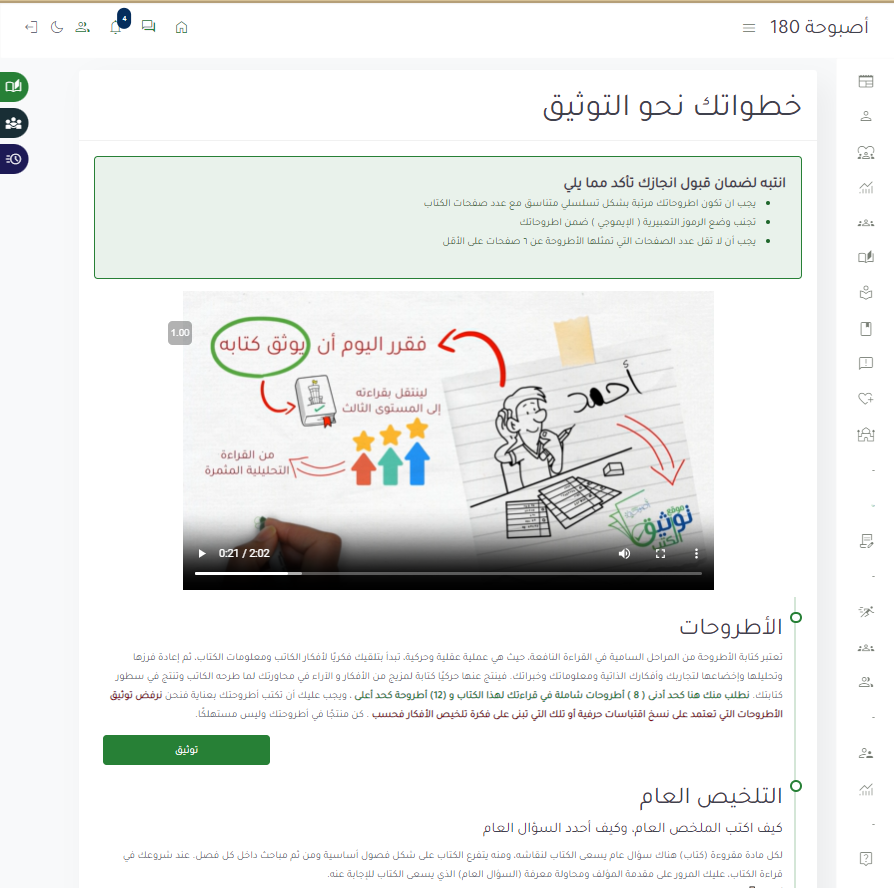 أصبوحة 180
4
خطواتك نحو التوثيق
انتبه لضمان قبول انجازك تأكد مما يلي
يجب ان تكون اطروحاتك مرتبة بشكل تسلسلي متناسق مع عدد صفحات الكتاب
تجنب وضع الرموز التعبيرية ( الإيموجي ) ضمن اطروحاتك
يجب أن لا تقل عدد الصفحات التي تمثلها الأطروحة عن ٦ صفحات على الأقل
1.00
فقرر اليوم أن يوثق كتابه
لينتقل بقراءته
إلى المستوى الثالث
من القراءة
التحليلية المثمرة
أحمد
موقع
توثيق
الكتب
0:21 / 2:02
الأطروحات
تعتبر كتابة الأطروحة من المراحل السامية في القراءة النافعة، حيث هي عملية عقلية وحركية، تبدأ بتلقيك فكريًا لأفكار الكاتب ومعلومات الكتاب، ثم إعادة فرزها
وتحليلها وإخضاعها لتجاربك وأفكارك الذاتية ومعلوماتك وخبراتك. فينتج عنها حركيًا كتابة لمزيج من الأفكار و الآراء في محاورتك لما طرحه الكاتب وتنتج في سطور
كتابتك. نطلب منك هنا كحد أدنى ( 8 ) أطروحات شاملة في قراءتك لهذا الكتاب و (12) أطروحة كحد أعلى ، ويجب عليك أن تكتب أطروحتك بعناية فنحن نرفض توثيق
الأطروحات التي تعتمد على نسخ اقتباسات حرفية أو تلك التي تبنى على فكرة تلخيص الأفكار فحسب . كن منتجًا في أطروحتك وليس مستهلكًا.
توثيق
التلخيص العام
كيف اكتب الملخص العام، وكيف أحدد السؤال العام
لكل مادة مقروءة (كتاب) هناك سؤال عام يسعى الكتاب لنقاشه، ومنه يتفرع الكتاب على شكل فصول أساسية ومن ثم مباحث داخل كل فصل. عند شروعك في
قراءة الكتاب، عليك المرور على مقدمة المؤلف ومحاولة معرفة (السؤال العام) الذي يسعى الكتاب للإجابة عنه.